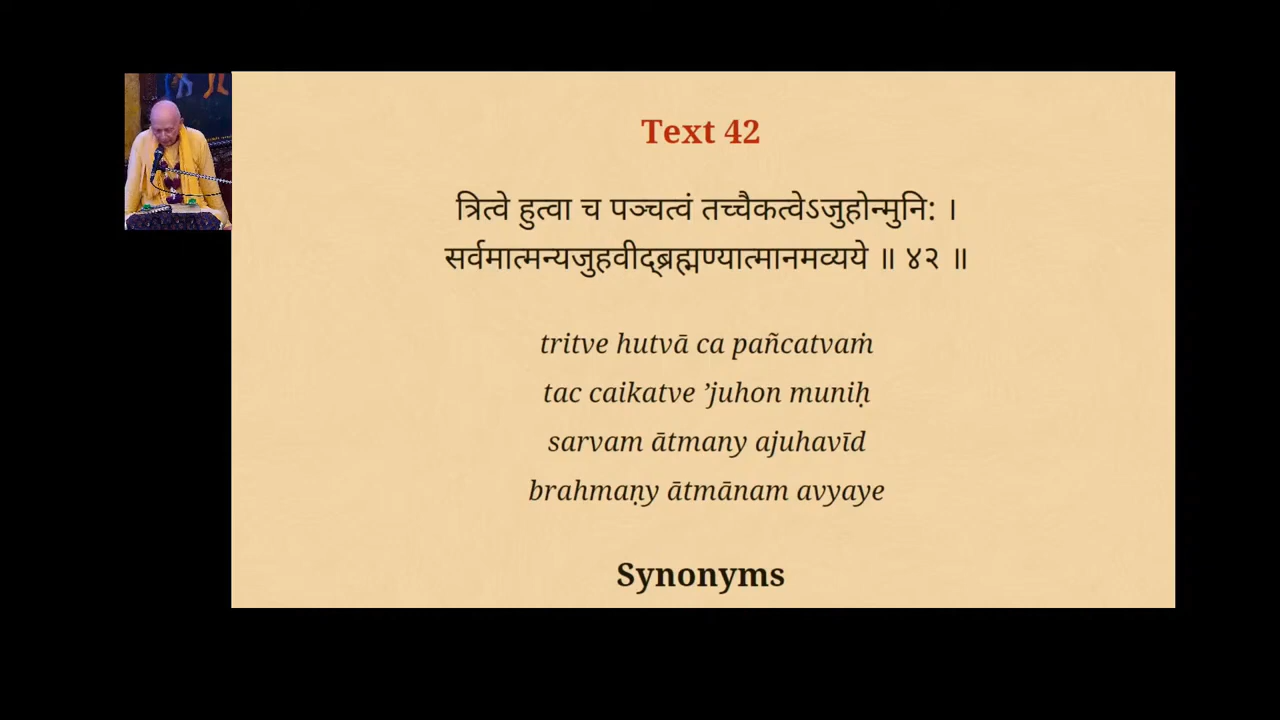 Text 42
त्रित्वे हुत्वा च पञ्चत्वं तच्चैकत्वेऽजुहोन्मुनि: ।
सर्वमात्मन्यजुहवीद्ब्रह्मण्यात्मानमव्यये ॥ ४२ ॥
tritve hutvā ca pañcatvaṁ
tac caikatve ’juhon muniḥ
sarvam ātmany ajuhavīd
brahmaṇy ātmānam avyaye
Synonyms